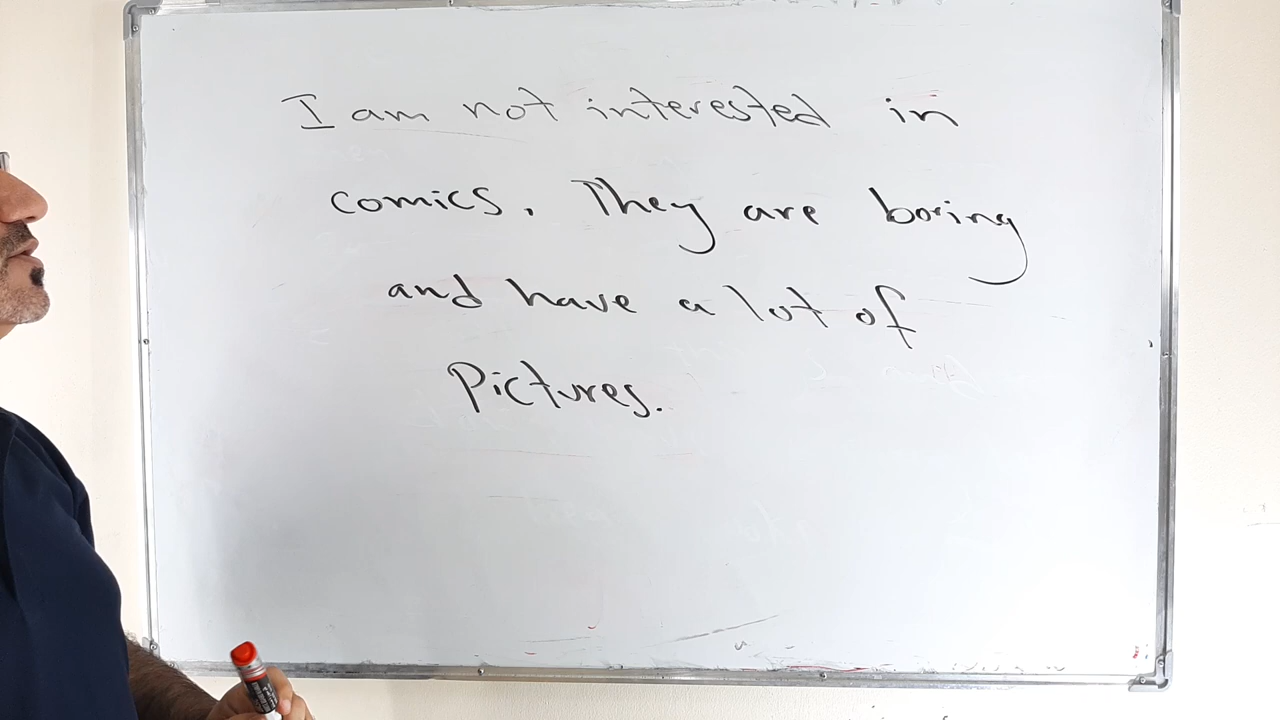 I am not interested in
comics. They are boring
and have a lot of
Pictures.